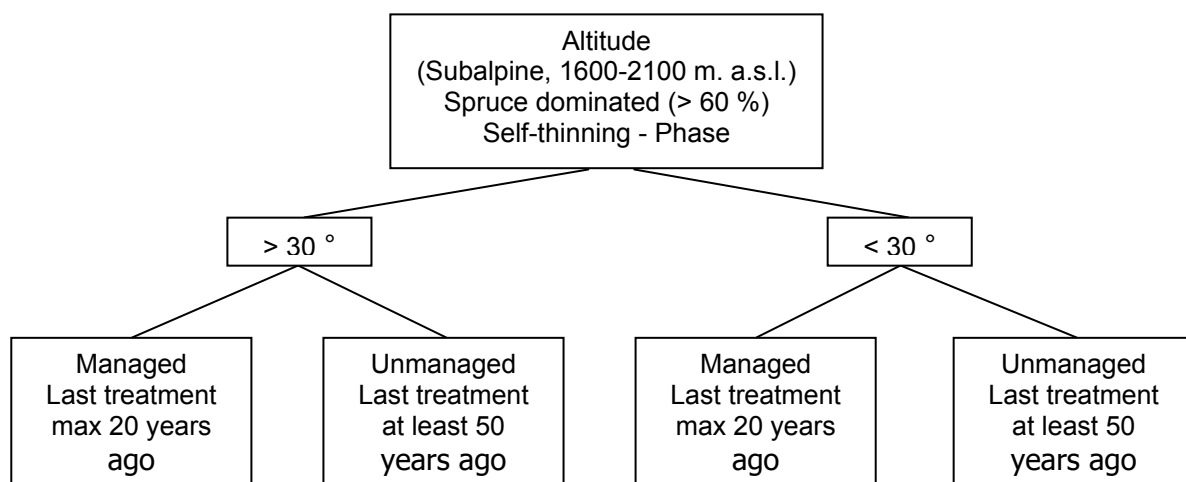 Altitude
(Subalpine, 1600-2100 m. a.s.l.)
Spruce dominated (> 60 %)
Self-thinning - Phase
> 30 °
< 30 °
Managed
Last treatment
max 20 years
ago
Unmanaged
Last treatment
at least 50
years ago
Managed
Last treatment
max 20 years
ago
Unmanaged
Last treatment
at least 50
years ago